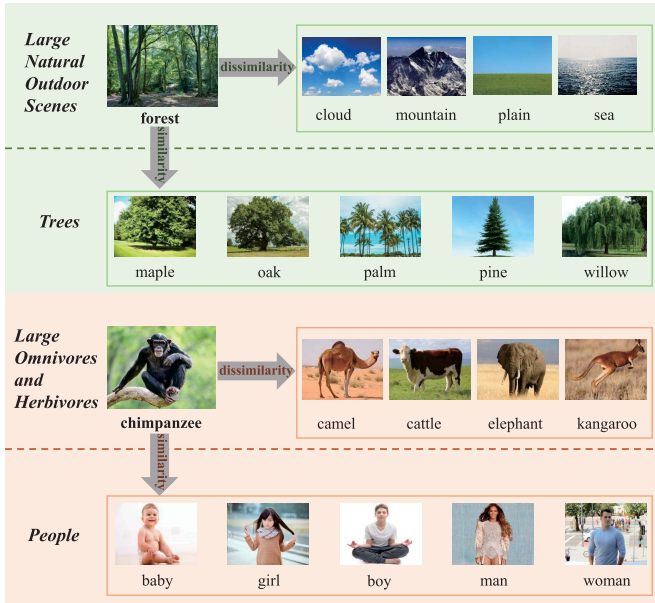 Large
Natural
Outdoor
Scenes
dissimilarity
forest
cloud mountain plain sea
similarity
Trees
maple oak palm pine willow
Large
Omnivores
and
Herbivores
dissimilarity
chimpanzee
camel cattle elephant kangaroo
similarity
People
baby girl boy man woman